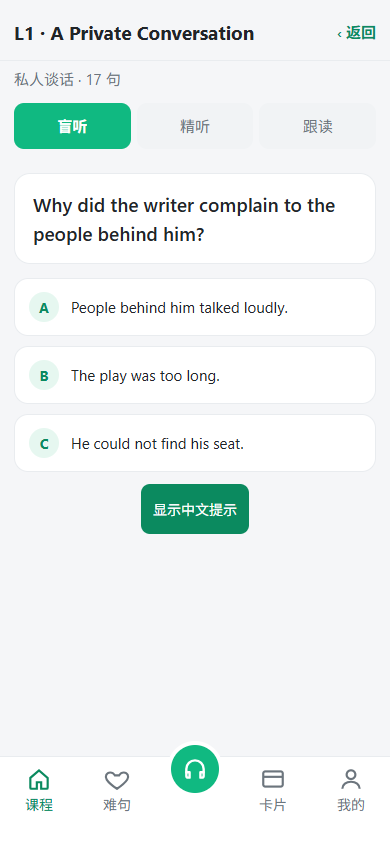 L1 · A Private Conversation
‹ 返回
私人谈话 · 17 句
盲听
精听
跟读
Why did the writer complain to the
people behind him?
A People behind him talked loudly.
B The play was too long.
C He could not find his seat.
显示中文提示
课程
难句
卡片
我的